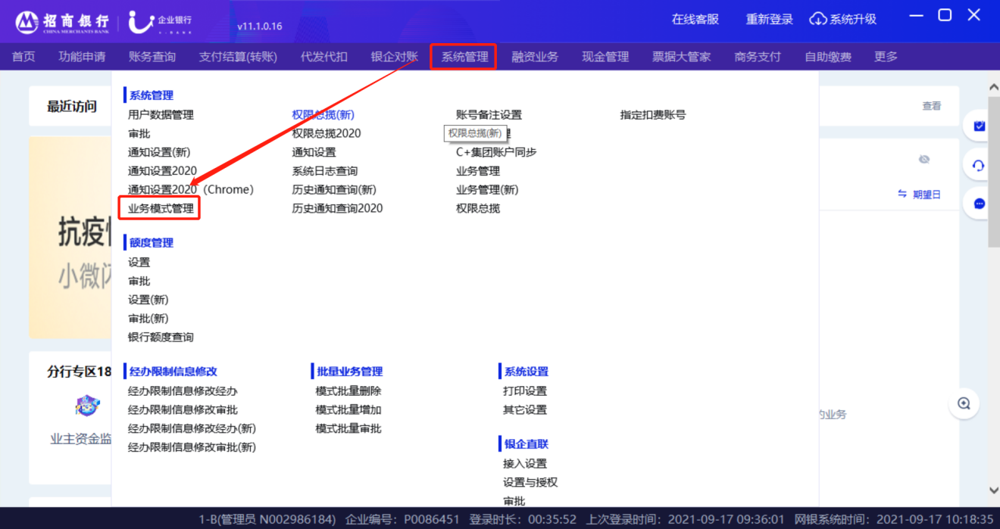 招商银行 企业银行 v11.1.0.16 在线客服 重新登录 系统升级
CHINA MERCHANTS BANK U-BANK
首页 功能申请 账务查询 支付结算(转账) 代发代扣 银企对账 系统管理 融资业务 现金管理 票据大管家 商务支付 自助缴费 更多
最近访问
查看
系统管理
用户数据管理 权限总揽(新) 账号备注设置 指定扣费账号
审批 权限总揽2020 权限总揽(新)
通知设置(新) 通知设置 C+集团账户同步
通知设置2020 系统日志查询 业务管理
通知设置2020（Chrome） 历史通知查询(新) 业务管理(新)
业务模式管理 历史通知查询2020 权限总揽
期望日
抗疫
小微
额度管理
设置
审批
设置(新)
审批(新)
银行额度查询
分行专区18
业主资金监
经办限制信息修改 批量业务管理 系统设置
经办限制信息修改经办 模式批量删除 打印设置
经办限制信息修改审批 模式批量增加 其它设置
经办限制信息修改经办(新) 模式批量审批
经办限制信息修改审批(新)
业务
银企直联
接入设置
设置与授权
审批
1-B(管理员 N002986184) 企业编号：P0086451 登录时长：00:35:52 上次登录时间：2021-09-17 09:36:01 网银系统时间：2021-09-17 10:18:35